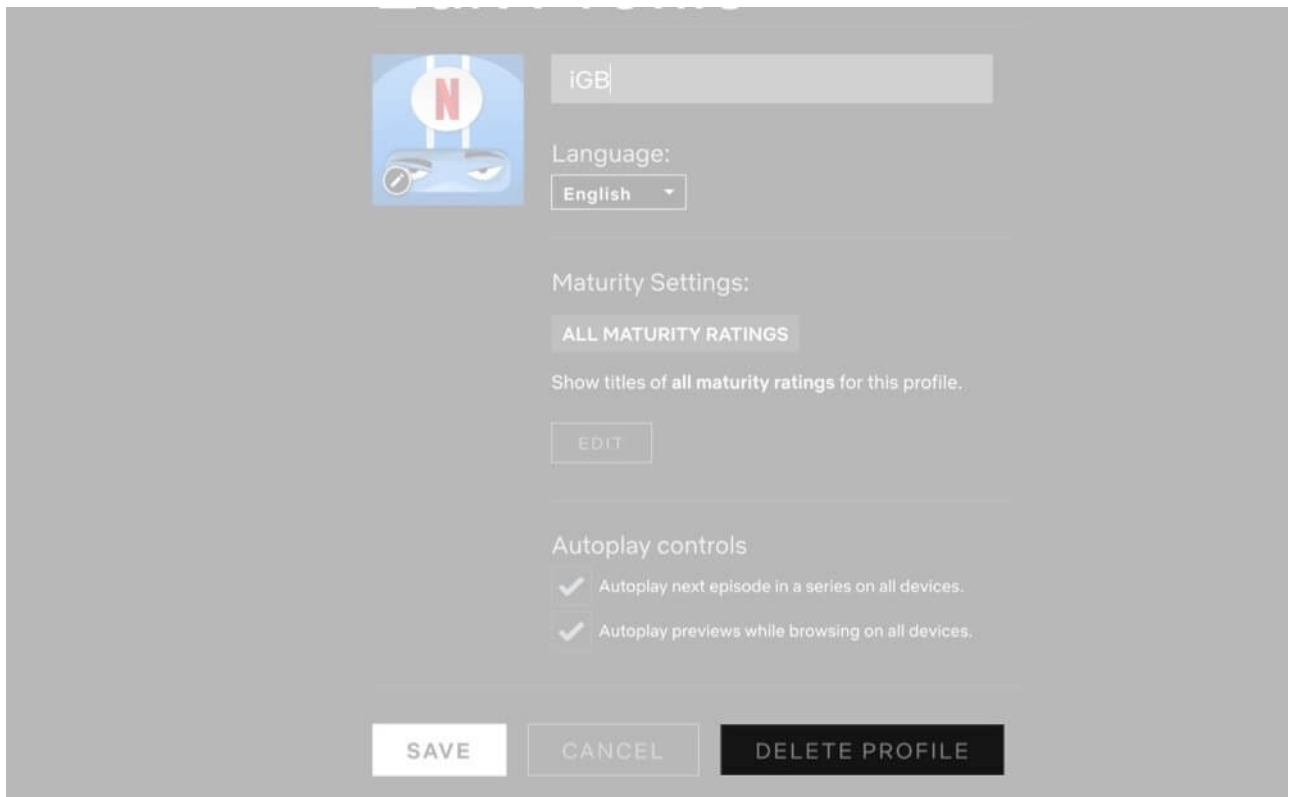 N
iGB
Language:
English
Maturity Settings:
ALL MATURITY RATINGS
Show titles of all maturity ratings for this profile.
EDIT
Autoplay controls
Autoplay next episode in a series on all devices.
Autoplay previews while browsing on all devices.
SAVE CANCEL DELETE PROFILE